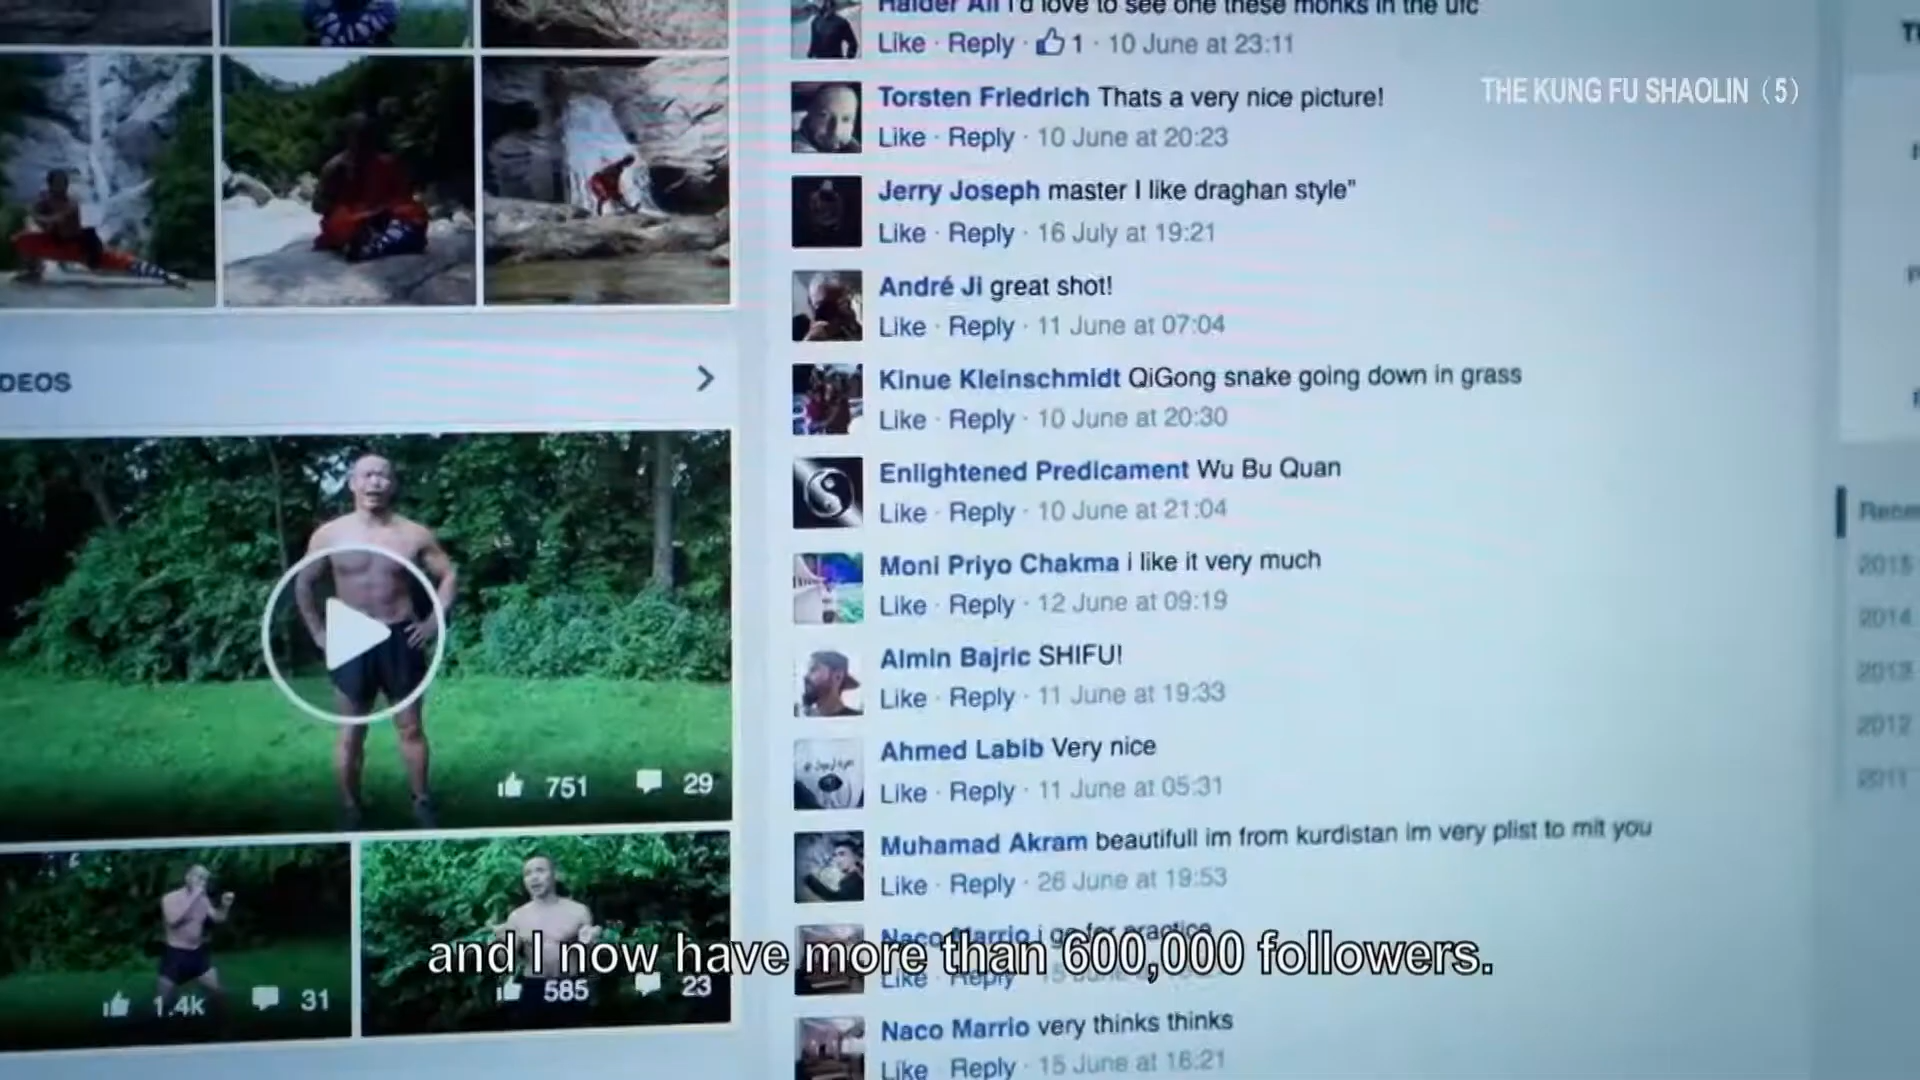 Haider Ali I'd love to see one these monks in the ufc
Like · Reply · 1 · 10 June at 23:11
THE KUNG FU SHAOLIN（5）
Torsten Friedrich Thats a very nice picture!
Like · Reply · 10 June at 20:23
Jerry Joseph master I like draghan style"
Like · Reply · 16 July at 19:21
André Ji great shot!
Like · Reply · 11 June at 07:04
DEOS
Kinue Kleinschmidt QiGong snake going down in grass
Like · Reply · 10 June at 20:30
Enlightened Predicament Wu Bu Quan
Like · Reply · 10 June at 21:04
Moni Priyo Chakma i like it very much
Like · Reply · 12 June at 09:19
Almin Bajric SHIFU!
Like · Reply · 11 June at 19:33
Ahmed Labib Very nice
Like · Reply · 11 June at 05:31
751 29
Muhamad Akram beautifull im from kurdistan im very plist to mit you
Like · Reply · 26 June at 19:53
Naco Marrio i go for practice
Like · Reply
and I now have more than 600,000 followers.
1.4k 31
585 23
Naco Marrio very thinks thinks
Like · Reply · 15 June at 16:21
2015
2014
2013
2012
2011